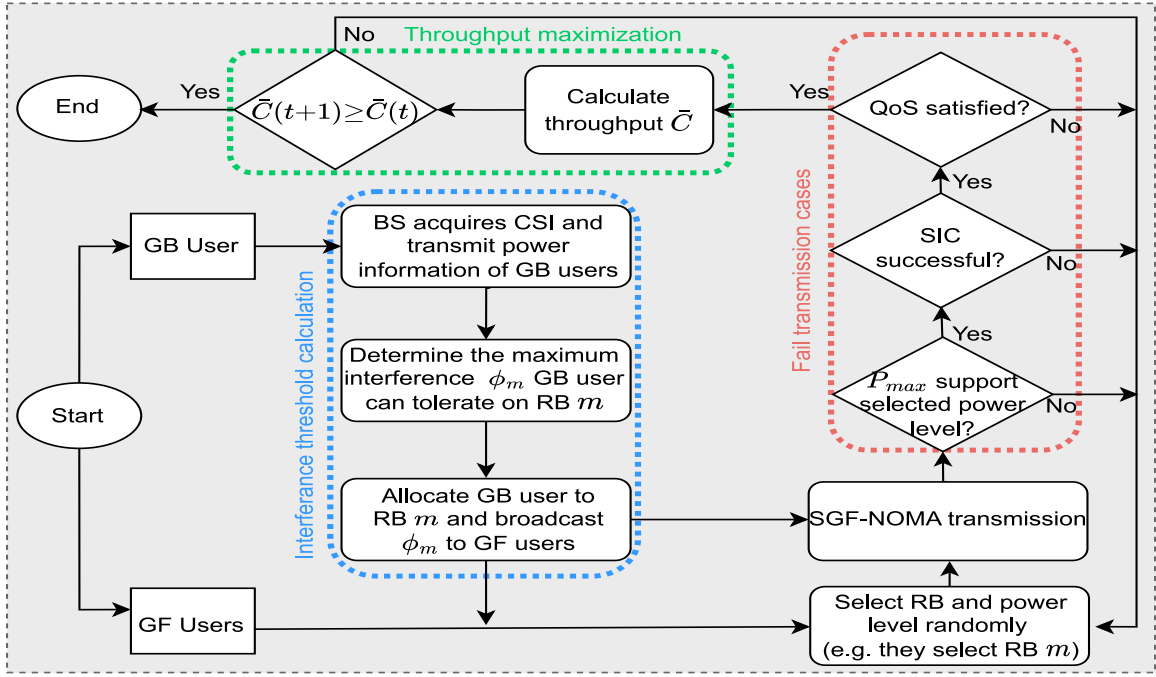 No
Throughput maximization
End
Yes
C̄(t+1)≥C̄(t)
Calculate
throughput C̄
Yes
QoS satisfied?
No
Yes
GB User
BS acquires CSI and
transmit power
information of GB users
SIC
successful?
No
Fail transmission cases
Yes
Interferance threshold calculation
Determine the maximum
interference ϕₘ GB user
can tolerate on RB m
Pₘₐₓ support
selected power
level?
No
Start
Allocate GB user to
RB m and broadcast
ϕₘ to GF users
SGF-NOMA transmission
GF Users
Select RB and power
level randomly
(e.g. they select RB m)